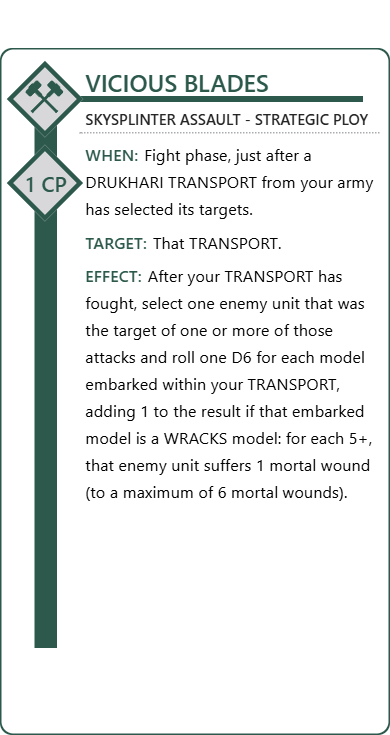 VICIOUS BLADES
SKYSPLINTER ASSAULT - STRATEGIC PLOY
1 CP
WHEN: Fight phase, just after a
DRUKHARI TRANSPORT from your army
has selected its targets.
TARGET: That TRANSPORT.
EFFECT: After your TRANSPORT has
fought, select one enemy unit that was
the target of one or more of those
attacks and roll one D6 for each model
embarked within your TRANSPORT,
adding 1 to the result if that embarked
model is a WRACKS model: for each 5+,
that enemy unit suffers 1 mortal wound
(to a maximum of 6 mortal wounds).